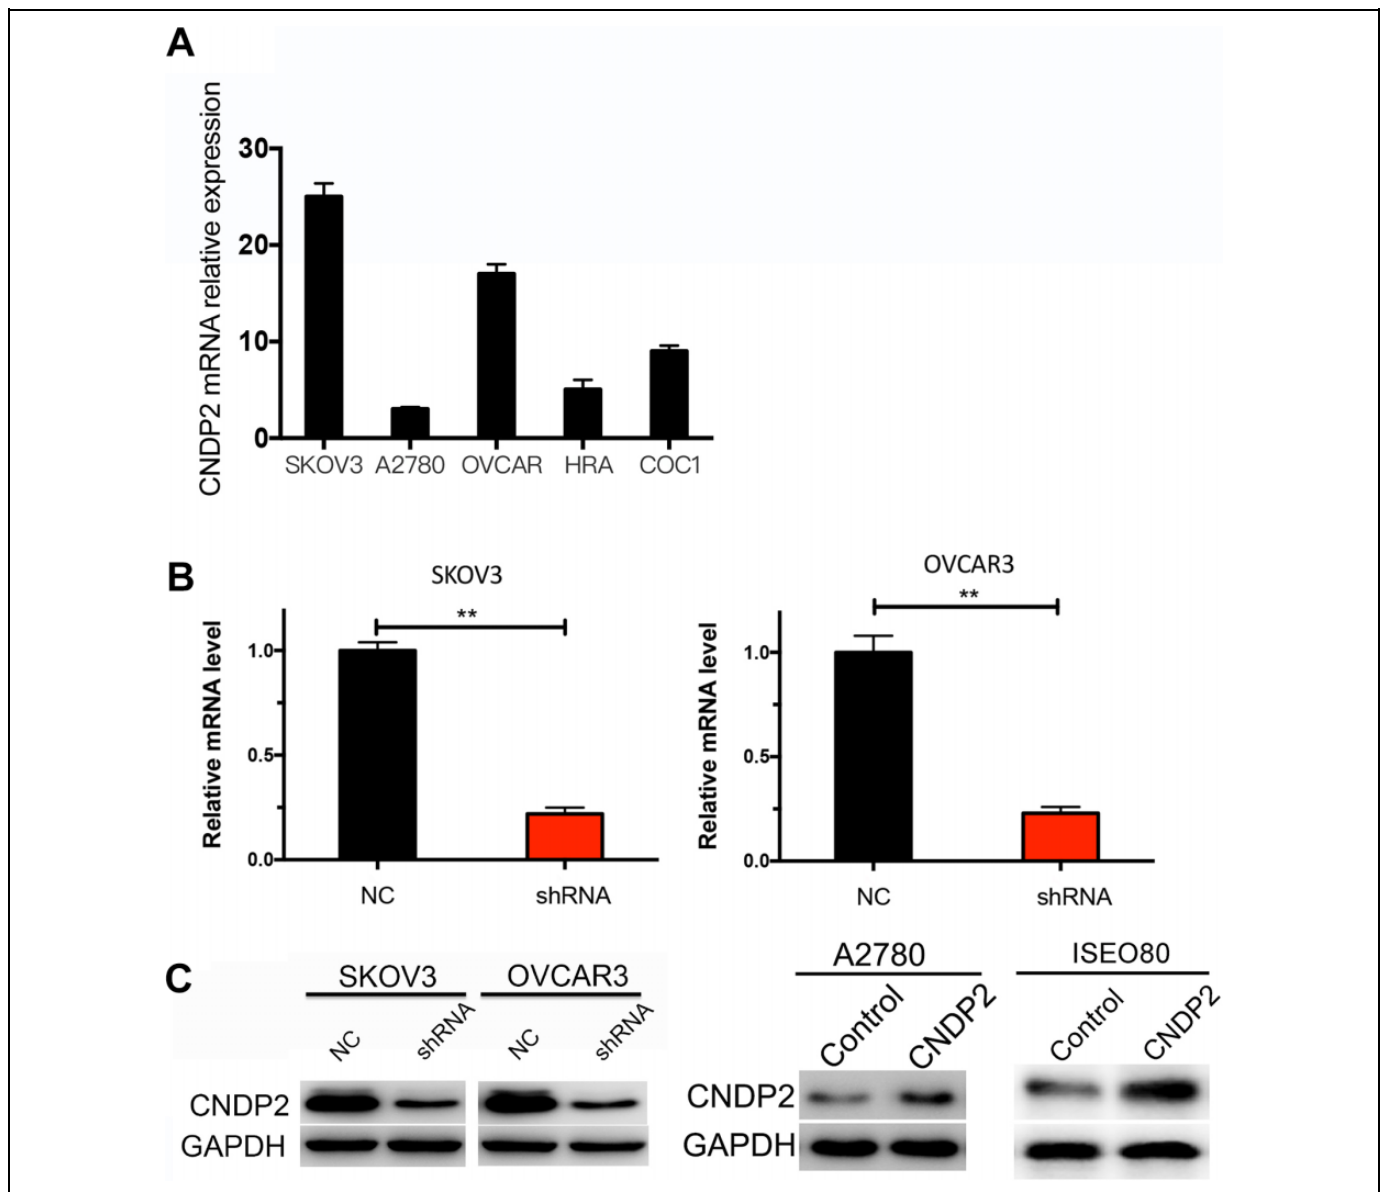 A
CNDP2 mRNA relative expression
30
20
10
0
SKOV3 A2780 OVCAR HRA COC1
B
SKOV3
**
Relative mRNA level
1.0
0.5
0.0
NC shRNA
OVCAR3
**
Relative mRNA level
1.0
0.5
0.0
NC shRNA
C
SKOV3 OVCAR3
NC shRNA NC shRNA
CNDP2
GAPDH
A2780 ISEO80
Control CNDP2 Control CNDP2
CNDP2
GAPDH